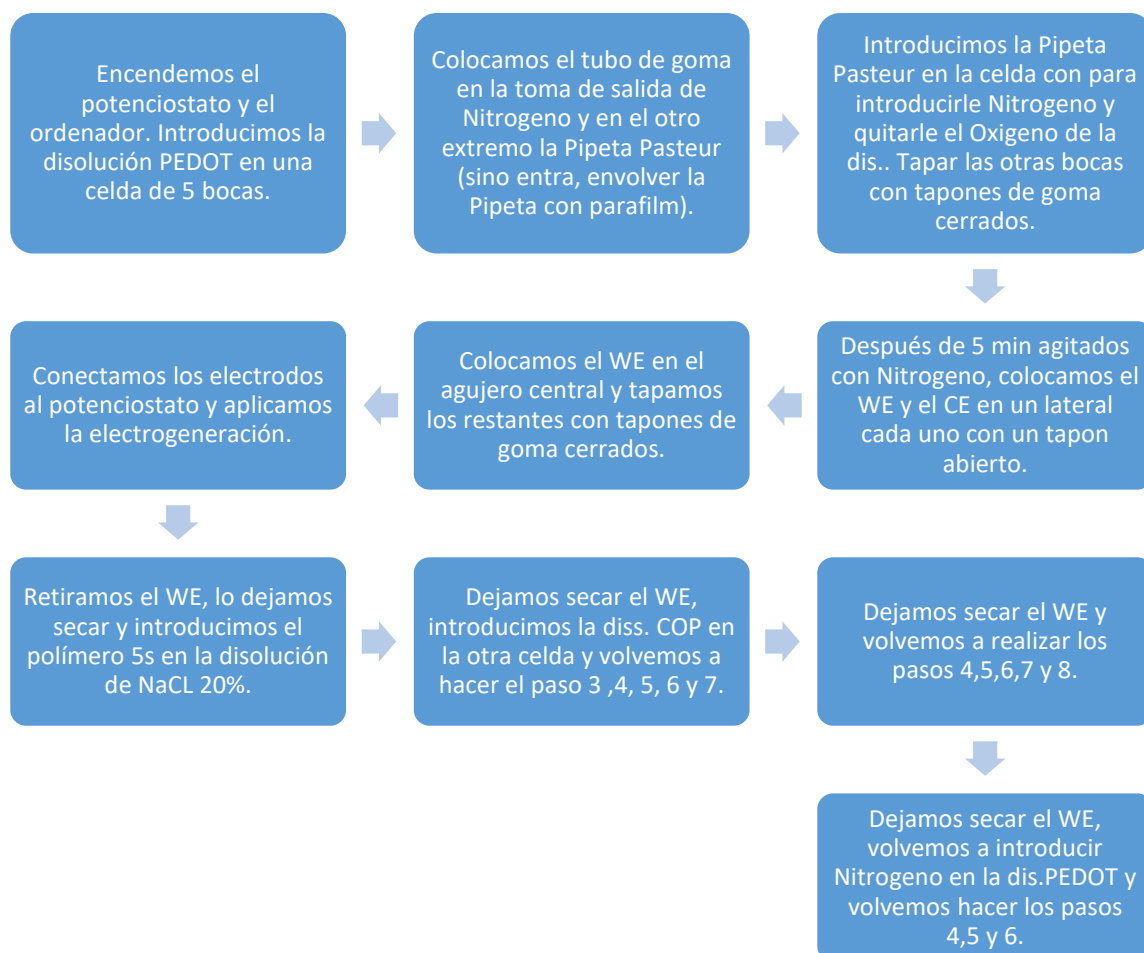 Encendemos el
potenciostato y el
ordenador. Introducimos la
disolución PEDOT en una
celda de 5 bocas.
Colocamos el tubo de goma
en la toma de salida de
Nitrogeno y en el otro
extremo la Pipeta Pasteur
(sino entra, envolver la
Pipeta con parafilm).
Introducimos la Pipeta
Pasteur en la celda con para
introducirle Nitrogeno y
quitarle el Oxigeno de la
dis.. Tapar las otras bocas
con tapones de goma
cerrados.
Después de 5 min agitados
con Nitrogeno, colocamos el
WE y el CE en un lateral
cada uno con un tapon
abierto.
Colocamos el WE en el
agujero central y tapamos
los restantes con tapones de
goma cerrados.
Conectamos los electrodos
al potenciostato y aplicamos
la electrogeneración.
Retiramos el WE, lo dejamos
secar y introducimos el
polímero 5s en la disolución
de NaCL 20%.
Dejamos secar el WE,
introducimos la diss. COP en
la otra celda y volvemos a
hacer el paso 3 ,4, 5, 6 y 7.
Dejamos secar el WE y
volvemos a realizar los
pasos 4,5,6,7 y 8.
Dejamos secar el WE,
volvemos a introducir
Nitrogeno en la dis.PEDOT y
volvemos hacer los pasos
4,5 y 6.